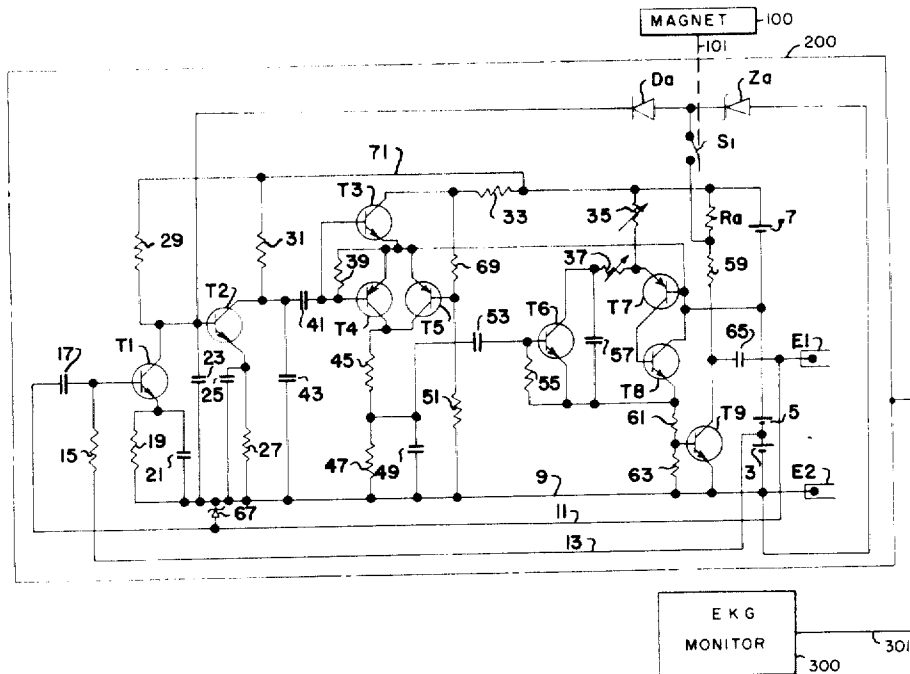 MAGNET 100
101 200
Da Za
S1
71
T3
33 35 Ra 7
29 31 39 69 37 59
T2 T7
41 T4 T5 53 T6 65 E1
17 T1 23 25 43 45 57 T8
55 51 61 T9 5
15 19 21 27 47 49 63 3
9 E2
67 11
13
EKG
MONITOR
301
300